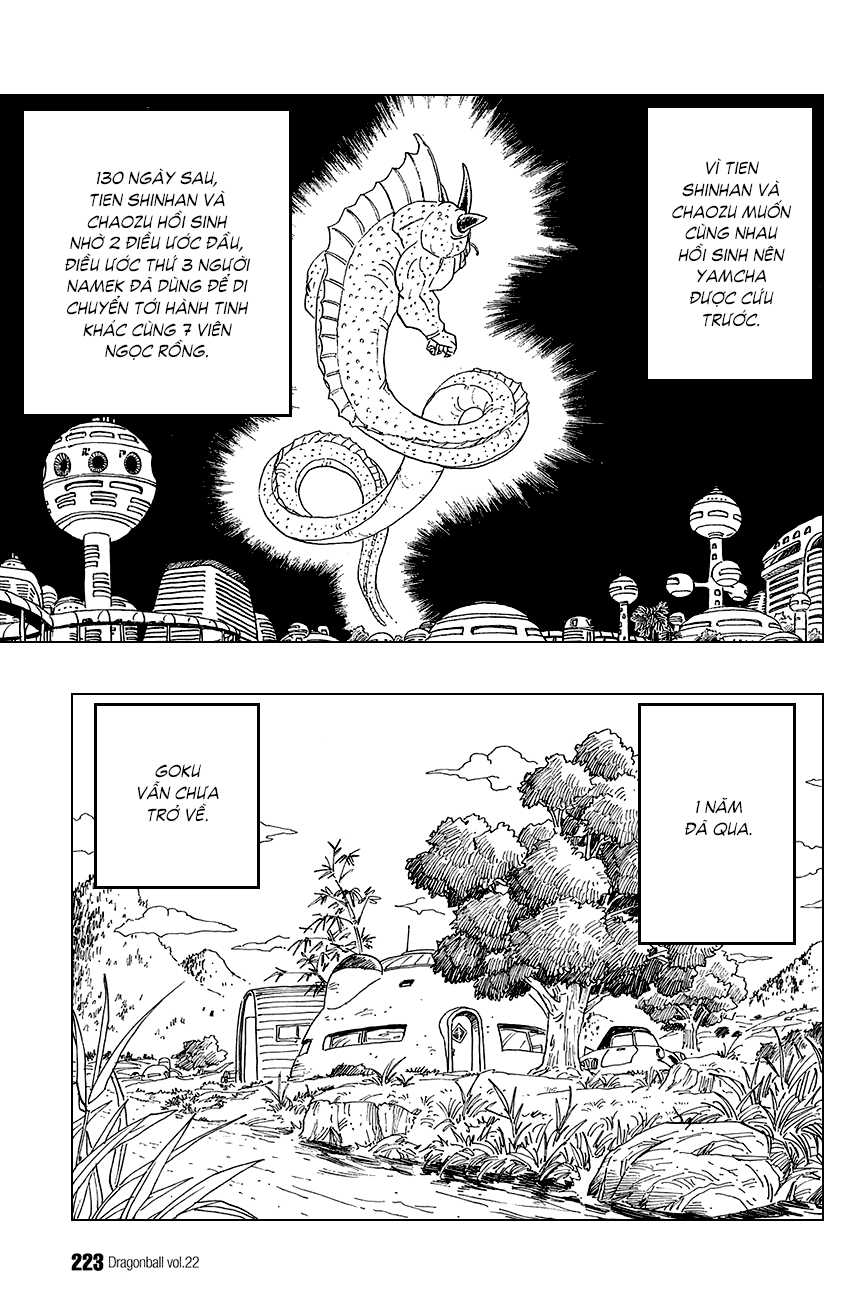 VÌ TIEN
SHINHAN VÀ
CHAOZU MUỐN
CÙNG NHAU
HỒI SINH NÊN
YAMCHA
ĐƯỢC CỨU
TRƯỚC.
130 NGÀY SAU,
TIEN SHINHAN VÀ
CHAOZU HỒI SINH
NHỜ 2 ĐIỀU ƯỚC ĐẦU,
ĐIỀU ƯỚC THỨ 3 NGƯỜI
NAMEK ĐÃ DÙNG ĐỂ DI
CHUYỂN TỚI HÀNH TINH
KHÁC CÙNG 7 VIÊN
NGỌC RỒNG.
1 NĂM
ĐÃ QUA.
GOKU
VẪN CHƯA
TRỞ VỀ.
223 Dragonball vol.22